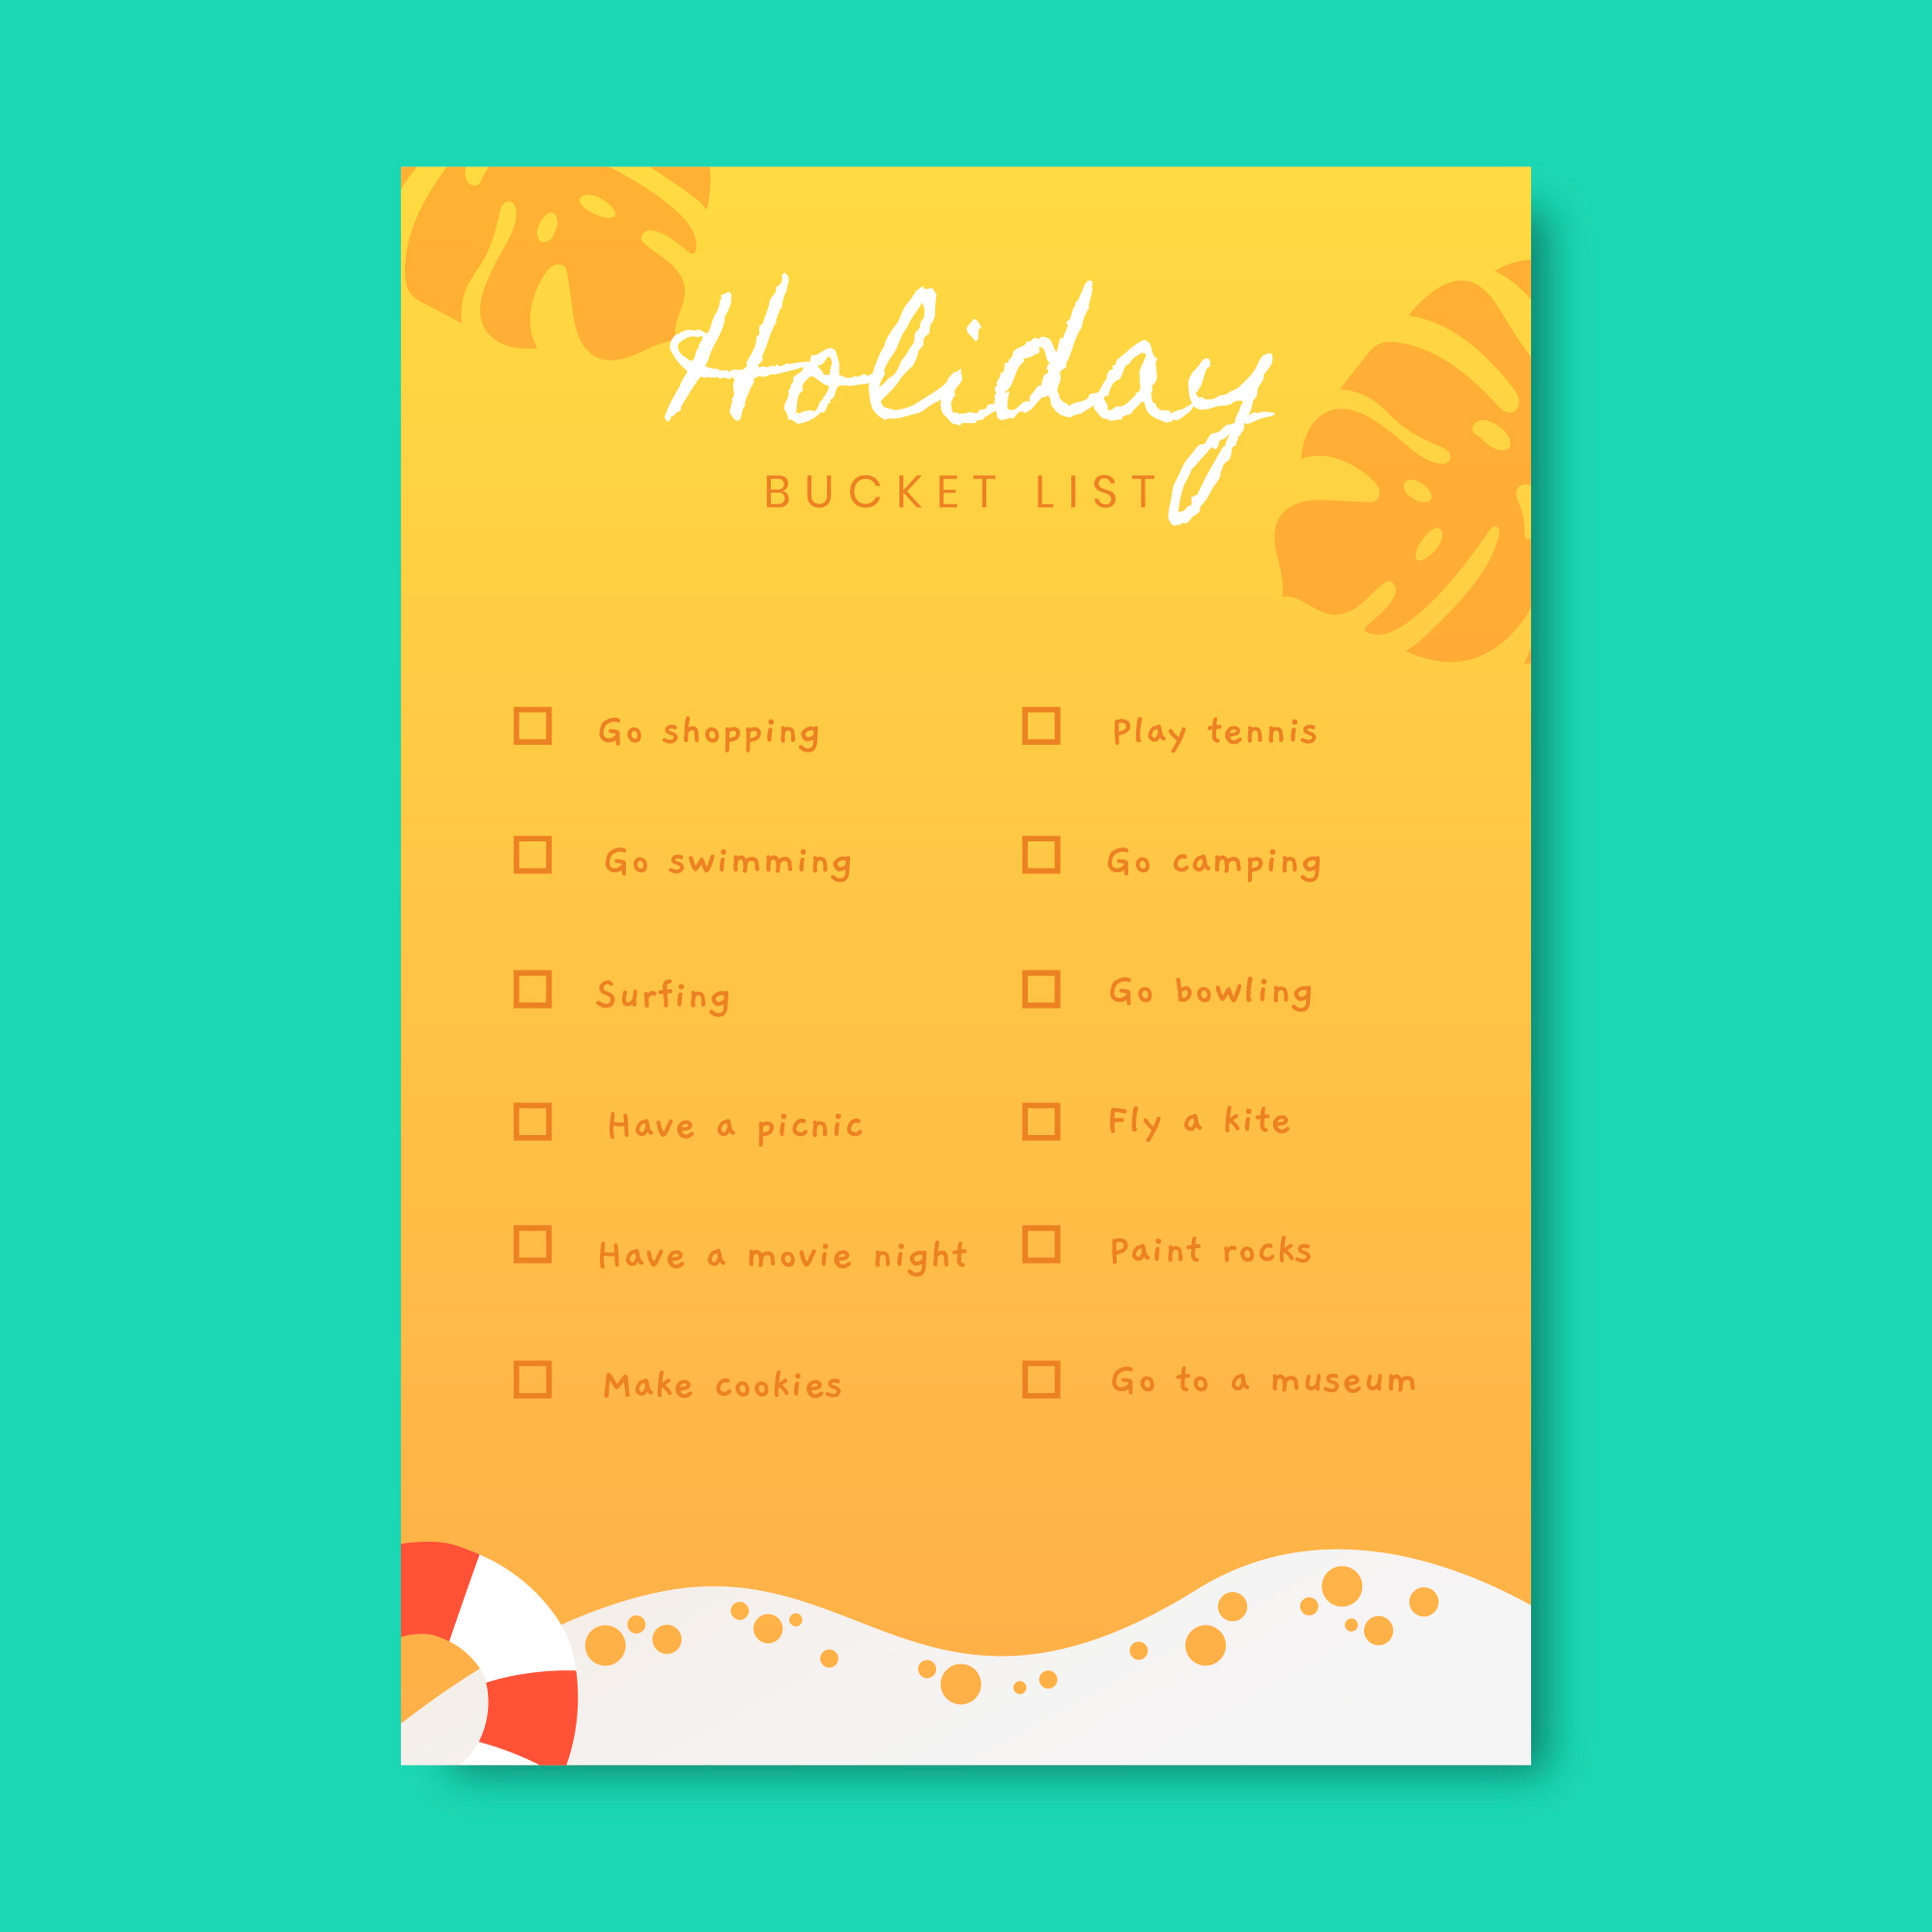 Holiday
BUCKET LIST
Go shopping
Go swimming
Surfing
Have a picnic
Have a movie night
Make cookies
Play tennis
Go camping
Go bowling
Fly a kite
Paint rocks
Go to a museum